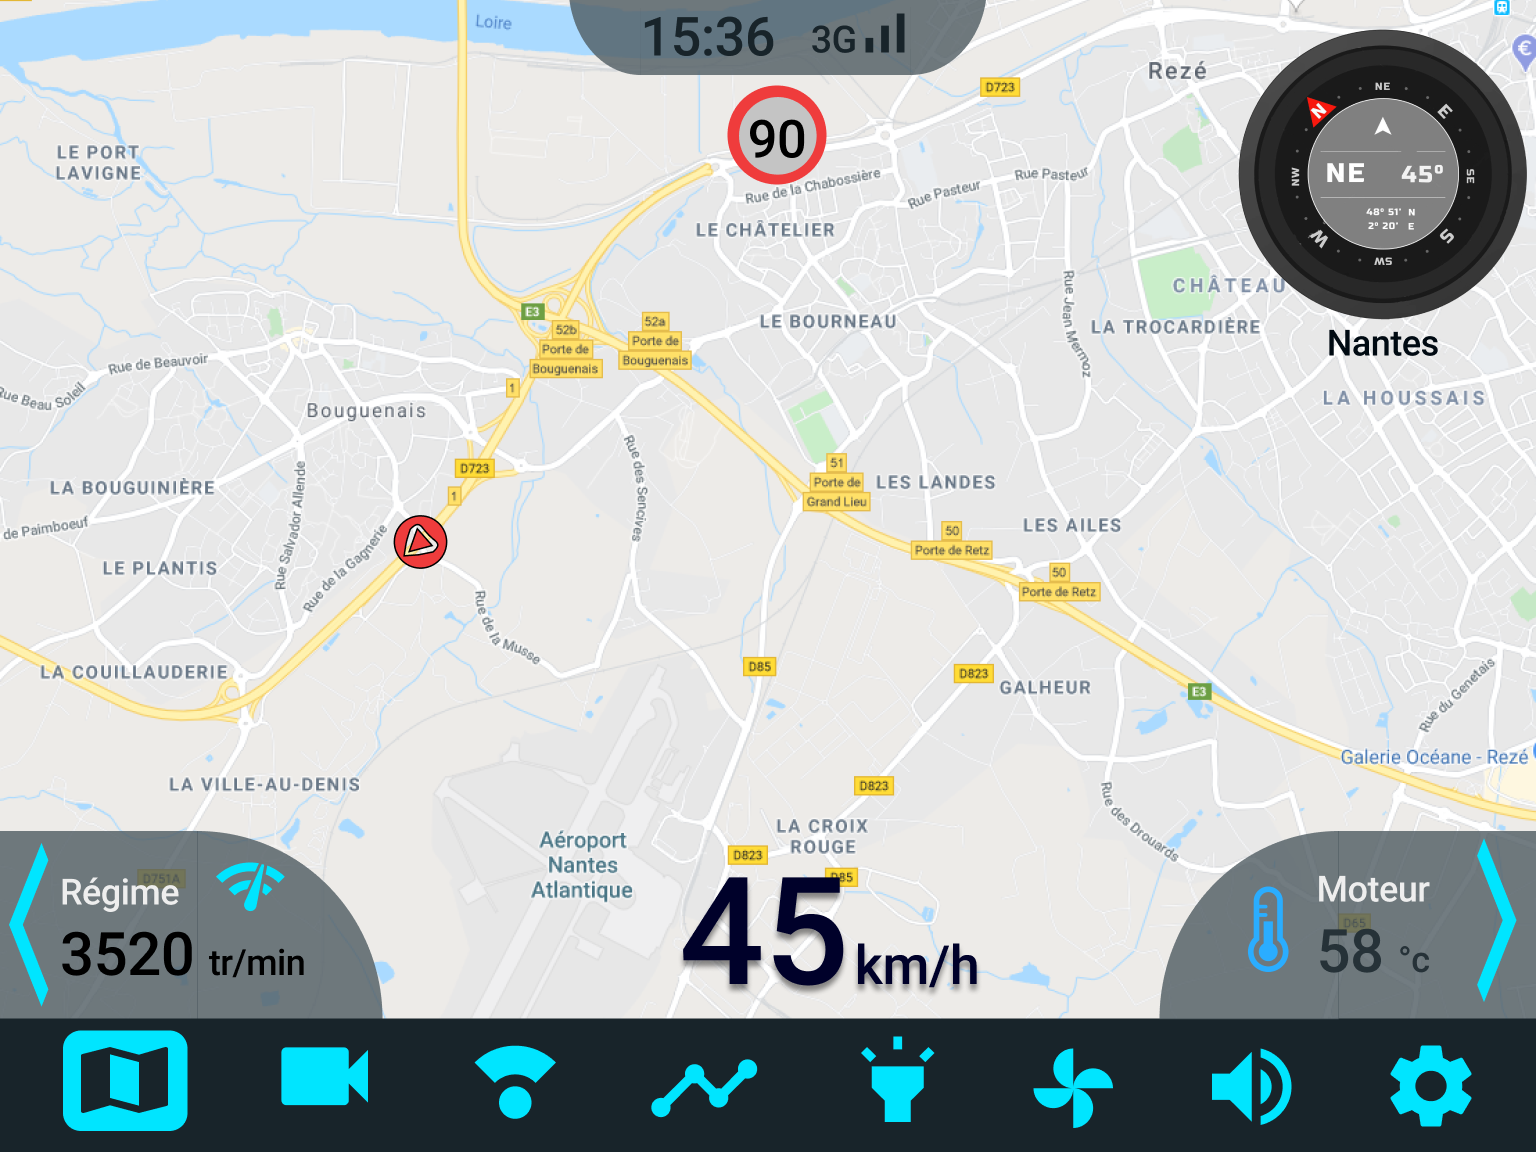 Loire
15:36 3G
Rezé
D723
90
NE
E
SE
S
SW
W
NW
N
NE 45°
48° 51' N
2° 20' E
Nantes
LE PORT
LAVIGNE
Rue de la Chabossière
Rue Pasteur
Rue Pasteur
LE CHÂTELIER
CHÂTEAU
Rue Jean Mermoz
E3
52b
Porte de
Bouguenais
52a
Porte de
Bouguenais
LE BOURNEAU
LA TROCARDIÈRE
Rue de Beauvoir
Rue Beau Soleil
1
Bouguenais
LA HOUSSAIS
D723
1
Rue des Sencives
51
Porte de
Grand Lieu
LES LANDES
LA BOUGUINIÈRE
de Paimboeuf
Rue Salvador Allende
Rue de la Gagnerie
50
Porte de Retz
LES AILES
LE PLANTIS
50
Porte de Retz
Rue de la Musse
LA COUILLAUDERIE
D85
D823
GALHEUR
E3
Rue du Genetais
Galerie Océane - Rezé
LA VILLE-AU-DENIS
D823
Rue des Drouards
Aéroport
Nantes
Atlantique
LA CROIX
ROUGE
D823
D85
D751A
Régime
3520 tr/min
45 km/h
Moteur
D65
58 °c